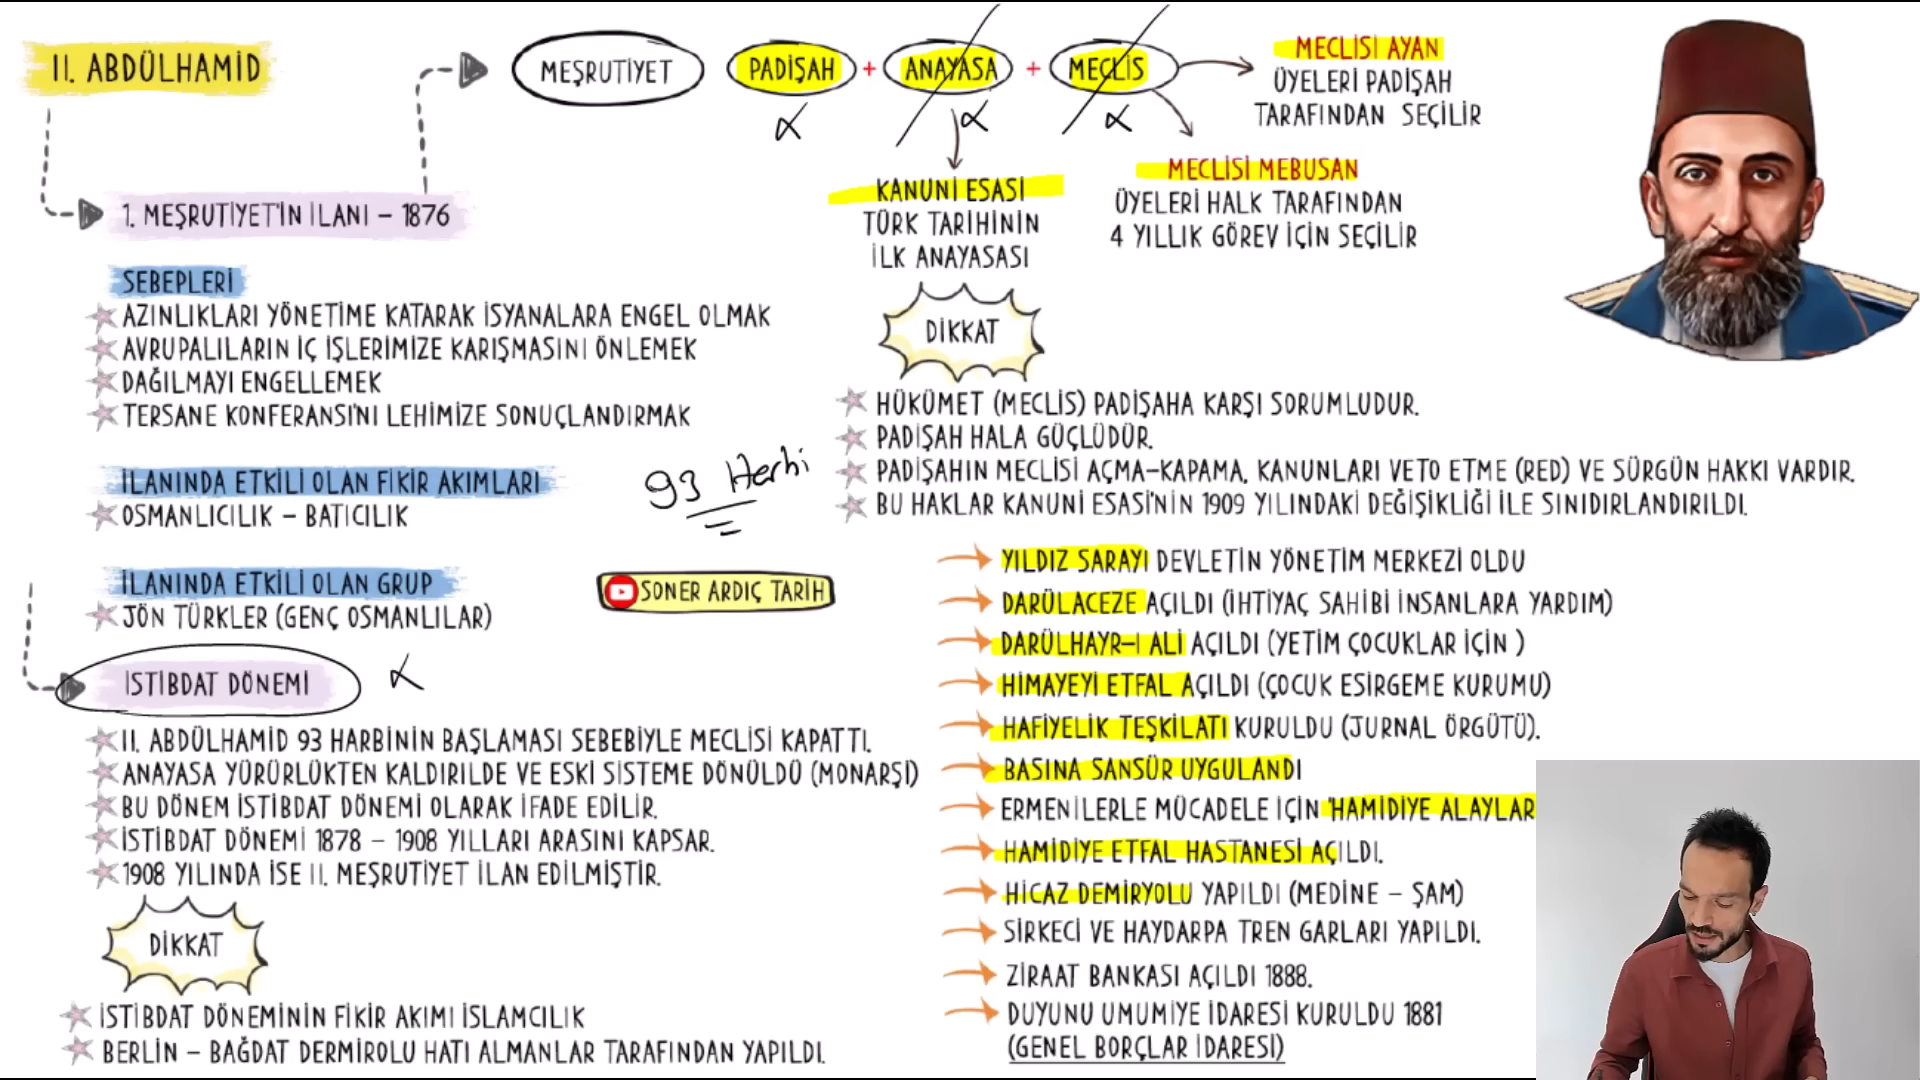 II. ABDÜLHAMİD
MEŞRUTİYET
PADİŞAH + ANAYASA + MECLİS
MECLİSİ AYAN
ÜYELERİ PADİŞAH
TARAFINDAN SEÇİLİR
MECLİSİ MEBUSAN
ÜYELERİ HALK TARAFINDAN
4 YILLIK GÖREV İÇİN SEÇİLİR
KANUNİ ESASİ
TÜRK TARİHİNİN
İLK ANAYASASI
1. MEŞRUTİYET'İN İLANI – 1876
SEBEPLERİ
AZINLIKLARI YÖNETİME KATARAK İSYANALARA ENGEL OLMAK
AVRUPALILARIN İÇ İŞLERİMİZE KARIŞMASINI ÖNLEMEK
DAĞILMAYI ENGELLEMEK
TERSANE KONFERANSI'NI LEHİMİZE SONUÇLANDIRMAK
DİKKAT
HÜKÜMET (MECLİS) PADİŞAHA KARŞI SORUMLUDUR.
PADİŞAH HALA GÜÇLÜDÜR.
PADİŞAHIN MECLİSİ AÇMA-KAPAMA, KANUNLARI VETO ETME (RED) VE SÜRGÜN HAKKI VARDIR.
BU HAKLAR KANUNİ ESASİ'NİN 1909 YILINDAKİ DEĞİŞİKLİĞİ İLE SINIDIRLANDIRILDI.
İLANINDA ETKİLİ OLAN FİKİR AKIMLARI
OSMANLICILIK – BATICILIK
93 Harbi
İLANINDA ETKİLİ OLAN GRUP
JÖN TÜRKLER (GENÇ OSMANLILAR)
SONER ARDIÇ TARİH
İSTİBDAT DÖNEMİ
II. ABDÜLHAMİD 93 HARBİNİN BAŞLAMASI SEBEBİYLE MECLİSİ KAPATTI.
ANAYASA YÜRÜRLÜKTEN KALDIRILDE VE ESKİ SİSTEME DÖNÜLDÜ (MONARŞİ)
BU DÖNEM İSTİBDAT DÖNEMİ OLARAK İFADE EDİLİR.
İSTİBDAT DÖNEMİ 1878 – 1908 YILLARI ARASINI KAPSAR.
1908 YILINDA İSE II. MEŞRUTİYET İLAN EDİLMİŞTİR.
DİKKAT
İSTİBDAT DÖNEMİNİN FİKİR AKIMI İSLAMCILIK
BERLİN – BAĞDAT DERMİROLU HATI ALMANLAR TARAFINDAN YAPILDI.
YILDIZ SARAYI DEVLETİN YÖNETİM MERKEZİ OLDU
DARÜLACEZE AÇILDI (İHTİYAÇ SAHİBİ İNSANLARA YARDIM)
DARÜLHAYR-I ALİ AÇILDI (YETİM ÇOCUKLAR İÇİN )
HİMAYEYİ ETFAL AÇILDI (ÇOCUK ESİRGEME KURUMU)
HAFİYELİK TEŞKİLATI KURULDU (JURNAL ÖRGÜTÜ).
BASINA SANSÜR UYGULANDI
ERMENİLERLE MÜCADELE İÇİN 'HAMİDİYE ALAYLAR
HAMİDİYE ETFAL HASTANESİ AÇILDI.
HİCAZ DEMİRYOLU YAPILDI (MEDİNE – ŞAM)
SİRKECİ VE HAYDARPA TREN GARLARI YAPILDI.
ZİRAAT BANKASI AÇILDI 1888.
DUYUNU UMUMİYE İDARESİ KURULDU 1881
(GENEL BORÇLAR İDARESİ)